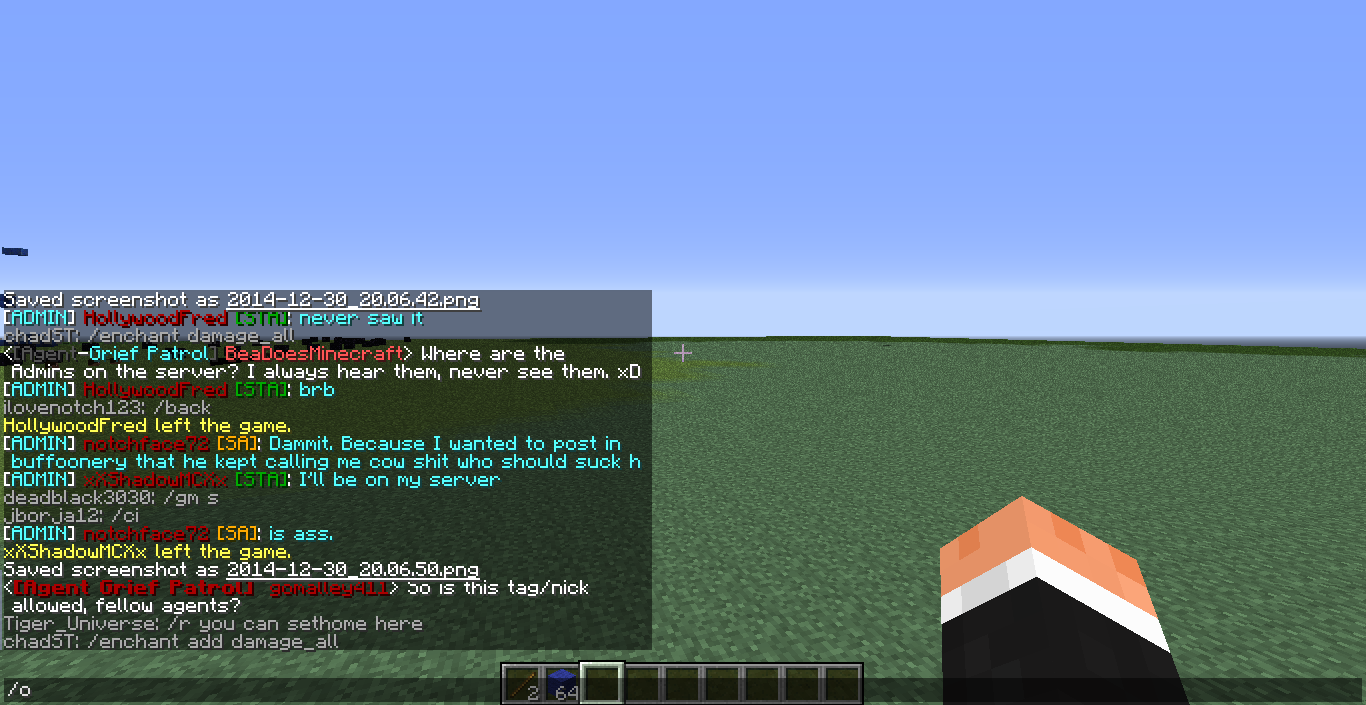 Saved screenshot as 2014-12-30_20.06.42.png
[ADMIN] HollywoodFred [STA]: never saw it
chad5T: /enchant damage_all
<[Agent-Grief Patrol] BeaDoesMinecraft> Where are the
Admins on the server? I always hear them, never see them. xD
[ADMIN] HollywoodFred [STA]: brb
ilovenotch123: /back
HollywoodFred left the game.
[ADMIN] notchface72 [SA]: Dammit. Because I wanted to post in
buffoonery that he kept calling me cow shit who should suck h
[ADMIN] xXShadowMCXx [STA]: I'll be on my server
deadblack3030: /gm s
jborja12: /ci
[ADMIN] notchface72 [SA]: is ass.
xXShadowMCXx left the game.
Saved screenshot as 2014-12-30_20.06.50.png
<[Agent Grief Patrol] gomalley411> So is this tag/nick
allowed, fellow agents?
Tiger_Universe: /r you can sethome here
chad5T: /enchant add damage_all
2
64
/o